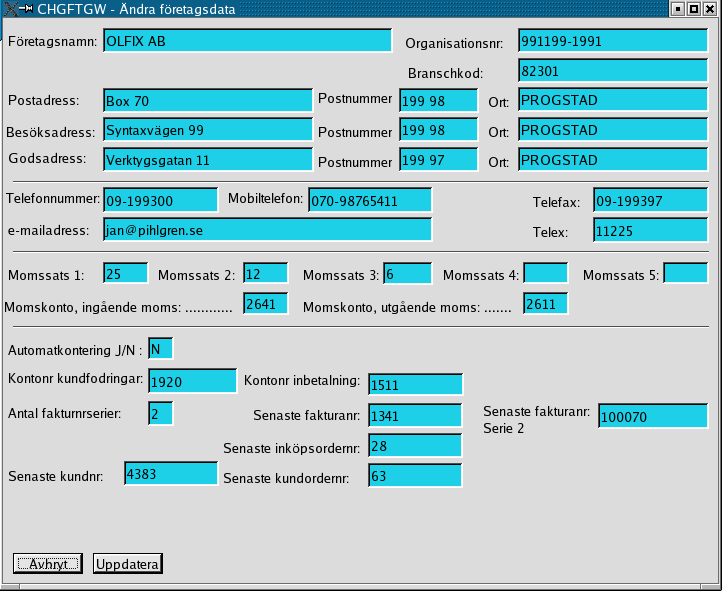 CHGFTGW - Ändra företagsdata
Företagsnamn: OLFIX AB Organisationsnr: 991199-1991
Branschkod: 82301
Postadress: Box 70 Postnummer 199 98 Ort: PROGSTAD
Besöksadress: Syntaxvägen 99 Postnummer 199 98 Ort: PROGSTAD
Godsadress: Verktygsgatan 11 Postnummer 199 97 Ort: PROGSTAD
Telefonnummer: 09-199300 Mobiltelefon: 070-98765411 Telefax: 09-199397
e-mailadress: jan@pihlgren.se Telex: 11225
Momssats 1: 25 Momssats 2: 12 Momssats 3: 6 Momssats 4: Momssats 5:
Momskonto, ingående moms: ............ 2641 Momskonto, utgående moms: ....... 2611
Automatkontering J/N : N
Kontonr kundfodringar: 1920 Kontonr inbetalning: 1511
Antal fakturnrserier: 2 Senaste fakturanr: 1341 Senaste fakturanr: 100070
Serie 2
Senaste inköpsordernr: 28
Senaste kundnr: 4383 Senaste kundordernr: 63
Avbryt Uppdatera